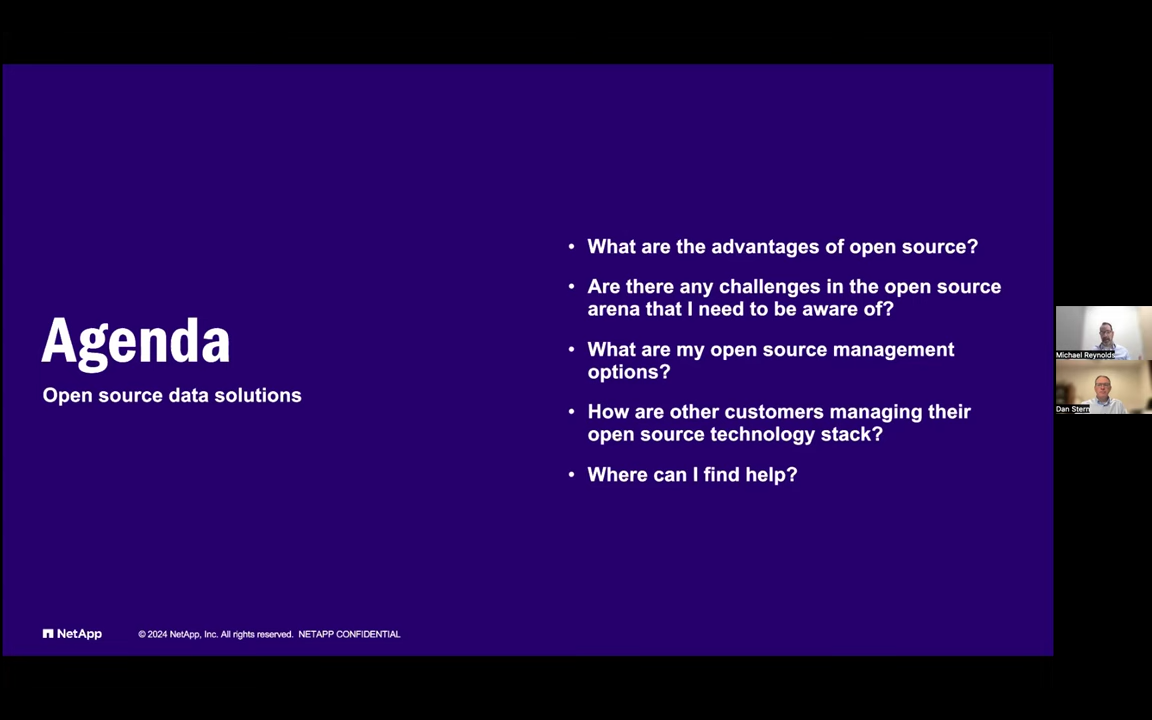 Agenda
Open source data solutions
• What are the advantages of open source?
• Are there any challenges in the open source
arena that I need to be aware of?
• What are my open source management
options?
• How are other customers managing their
open source technology stack?
• Where can I find help?
NetApp
© 2024 NetApp, Inc. All rights reserved. NETAPP CONFIDENTIAL
Michael Reynolds
Dan Stern